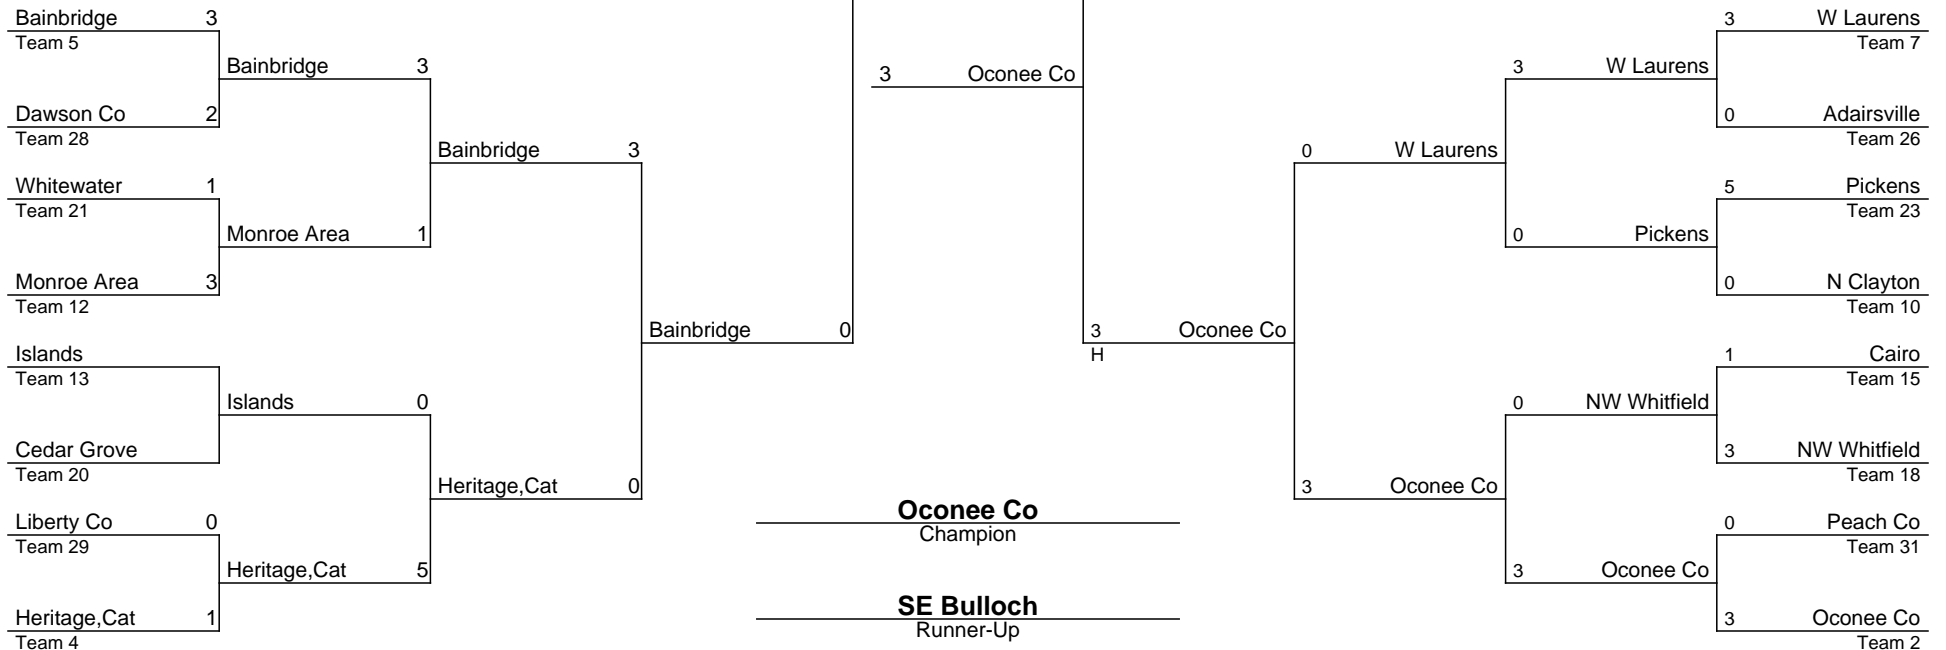 Bainbridge 3
Team 5
Bainbridge 3
Dawson Co 2
Team 28
Bainbridge 3
Whitewater 1
Team 21
Monroe Area 1
Monroe Area 3
Team 12
Bainbridge 0
Islands
Team 13
Islands 0
Cedar Grove
Team 20
Heritage,Cat 0
Liberty Co 0
Team 29
Heritage,Cat 5
Heritage,Cat 1
Team 4
3 Oconee Co
Oconee Co
Champion
SE Bulloch
Runner-Up
3 Oconee Co
H
0 W Laurens
3 Oconee Co
3 W Laurens
0 Pickens
0 NW Whitfield
3 Oconee Co
3 W Laurens
Team 7
0 Adairsville
Team 26
5 Pickens
Team 23
0 N Clayton
Team 10
1 Cairo
Team 15
3 NW Whitfield
Team 18
0 Peach Co
Team 31
3 Oconee Co
Team 2